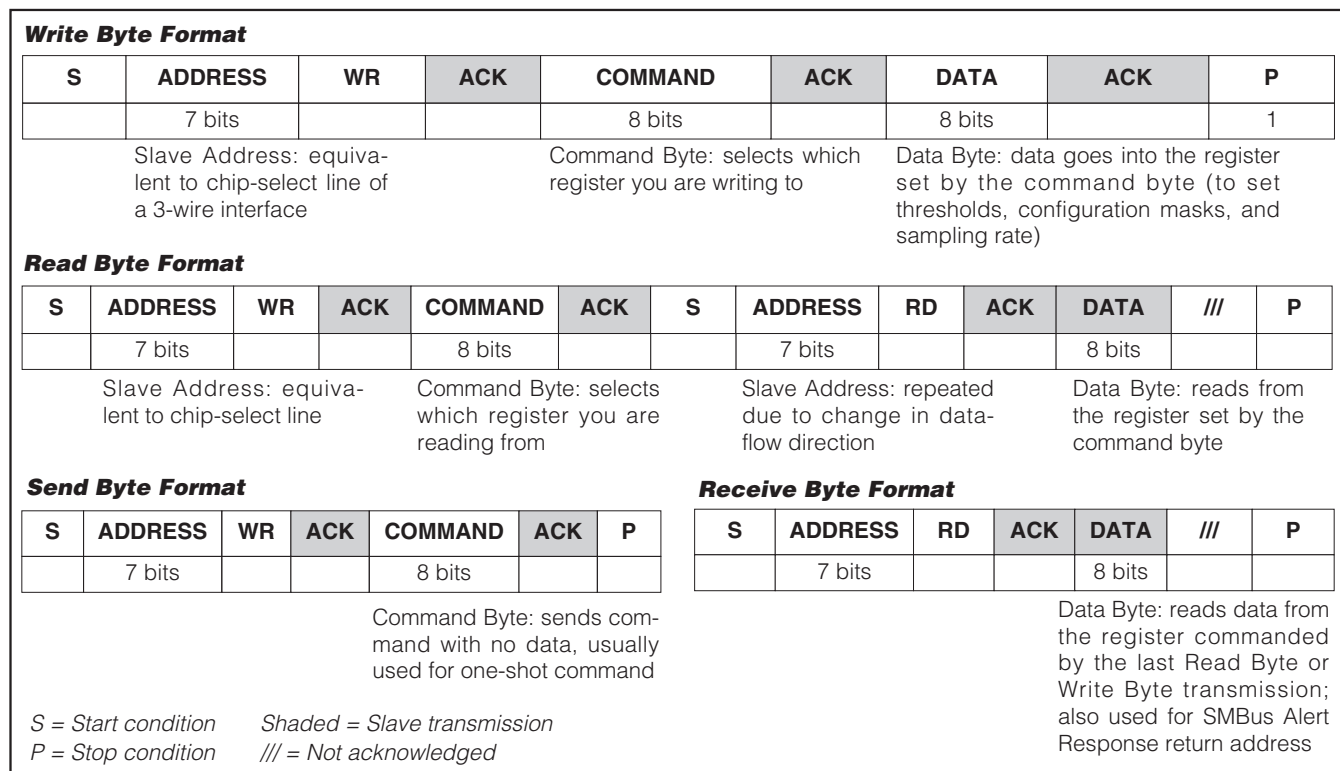 Write Byte Format
S ADDRESS WR ACK COMMAND ACK DATA ACK P
7 bits 8 bits 8 bits 1
Slave Address: equiva-
lent to chip-select line of
a 3-wire interface
Command Byte: selects which
register you are writing to
Data Byte: data goes into the register
set by the command byte (to set
thresholds, configuration masks, and
sampling rate)
Read Byte Format
S ADDRESS WR ACK COMMAND ACK S ADDRESS RD ACK DATA /// P
7 bits 8 bits 7 bits 8 bits
Slave Address: equiva-
lent to chip-select line
Command Byte: selects
which register you are
reading from
Slave Address: repeated
due to change in data-
flow direction
Data Byte: reads from
the register set by the
command byte
Send Byte Format
S ADDRESS WR ACK COMMAND ACK P
7 bits 8 bits
Command Byte: sends com-
mand with no data, usually
used for one-shot command
Receive Byte Format
S ADDRESS RD ACK DATA /// P
7 bits 8 bits
Data Byte: reads data from
the register commanded
by the last Read Byte or
Write Byte transmission;
also used for SMBus Alert
Response return address
S = Start condition Shaded = Slave transmission
P = Stop condition /// = Not acknowledged